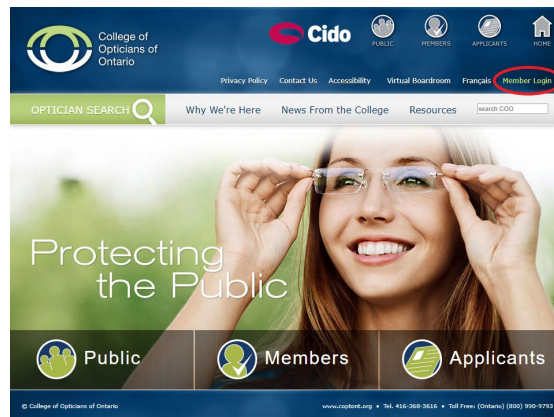 College of
Opticians of
Ontario
Cido
PUBLIC MEMBERS APPLICANTS HOME
Privacy Policy Contact Us Accessibility Virtual Boardroom Français Member Login
OPTICIAN SEARCH Why We're Here News From the College Resources search COO
Protecting
the Public
Public Members Applicants
© College of Opticians of Ontario www.coptont.org • Tel. 416-368-3616 • Toll Free: (Ontario) (800) 990-9793